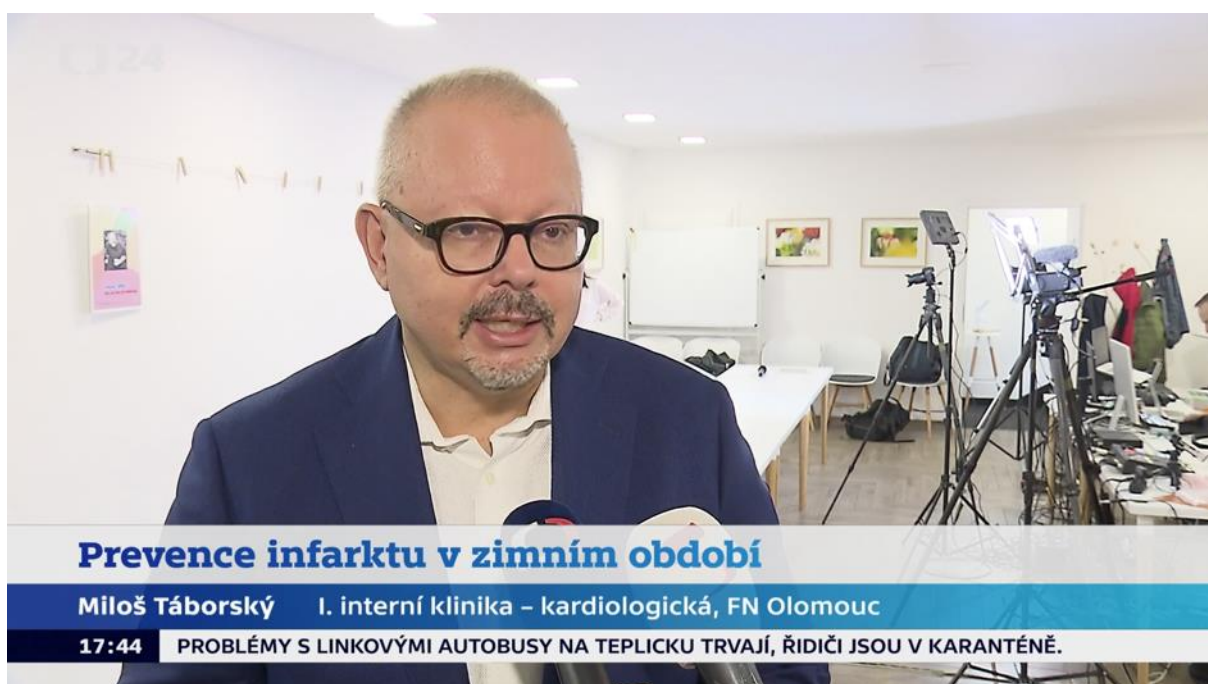 ČT24
Prevence infarktu v zimním období
Miloš Táborský I. interní klinika – kardiologická, FN Olomouc
17:44 PROBLÉMY S LINKOVÝMI AUTOBUSY NA TEPLICKU TRVAJÍ, ŘIDIČI JSOU V KARANTÉNĚ.